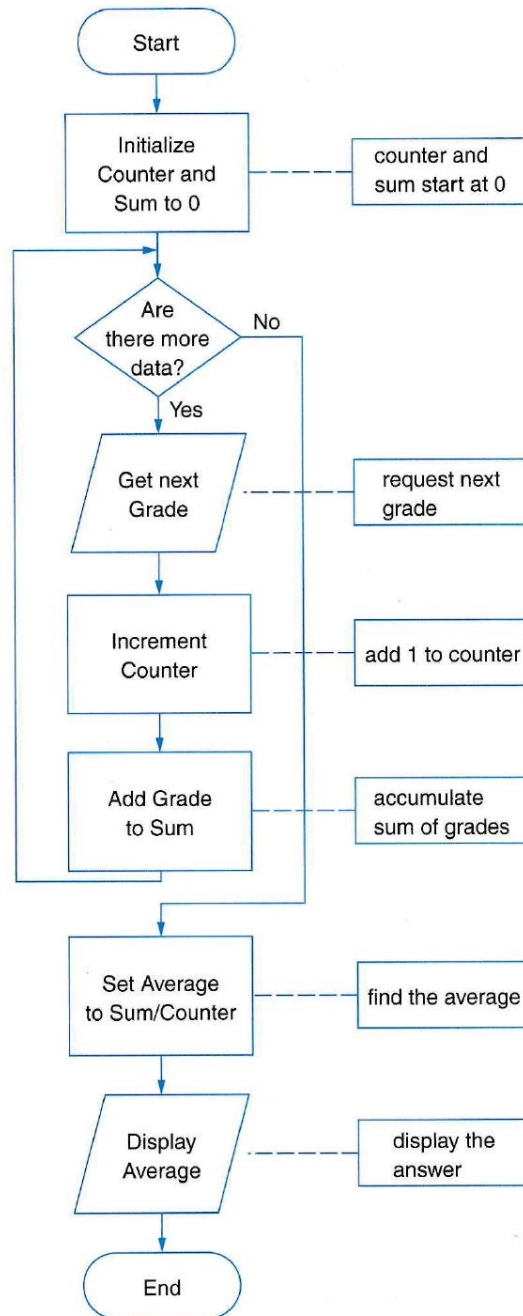 Start
Initialize
Counter and
Sum to 0
counter and
sum start at 0
Are
there more
data?
No
Yes
Get next
Grade
request next
grade
Increment
Counter
add 1 to counter
Add Grade
to Sum
accumulate
sum of grades
Set Average
to Sum/Counter
find the average
Display
Average
display the
answer
End